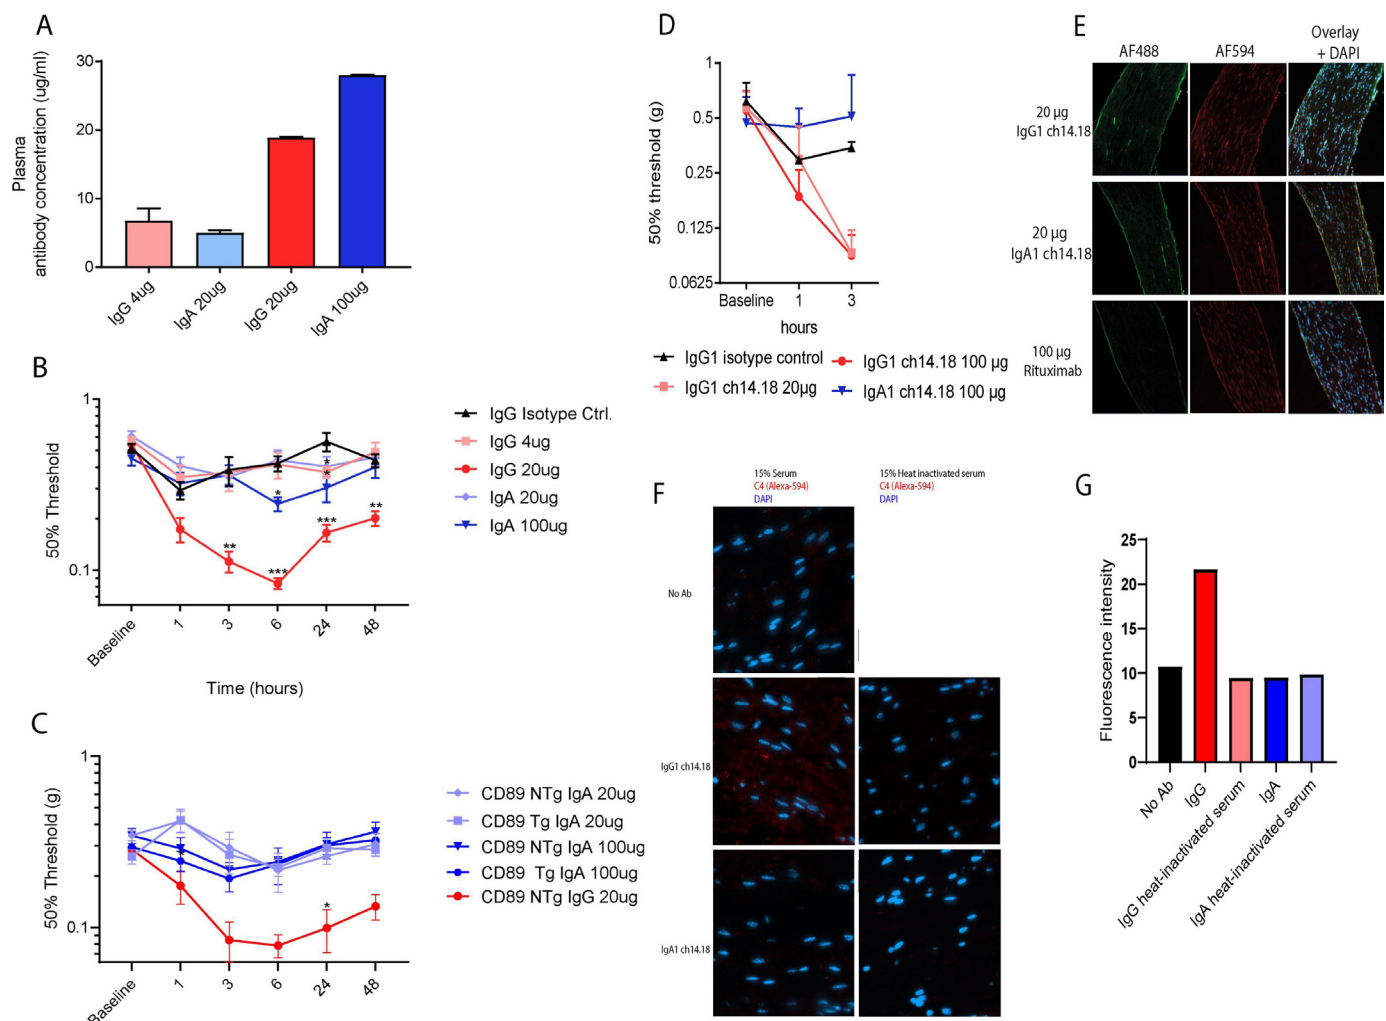 A
Plasma
antibody concentration (ug/ml)
30
20
10
0
IgG 4ug
IgA 20ug
IgG 20ug
IgA 100ug
B
50% Threshold
1
0.1
Baseline
1
3
6
24
48
Time (hours)
**
***
*
*
*
***
**
IgG Isotype Ctrl.
IgG 4ug
IgG 20ug
IgA 20ug
IgA 100ug
C
50% Threshold (g)
1
0.1
Baseline
1
3
6
24
48
*
CD89 NTg IgA 20ug
CD89 Tg IgA 20ug
CD89 NTg IgA 100ug
CD89 Tg IgA 100ug
CD89 NTg IgG 20ug
D
50% threshold (g)
1
0.5
0.25
0.125
0.0625
Baseline
1
3
hours
IgG1 isotype control
IgG1 ch14.18 20µg
IgG1 ch14.18 100 µg
IgA1 ch14.18 100 µg
E
AF488
AF594
Overlay
+ DAPI
20 µg
IgG1 ch14.18
20 µg
IgA1 ch14.18
100 µg
Rituximab
F
15% Serum
C4 (Alexa-594)
DAPI
15% Heat inactivated serum
C4 (Alexa-594)
DAPI
No Ab
IgG1 ch14.18
IgA1 ch14.18
G
Fluorescence intensity
25
20
15
10
5
0
No Ab
IgG
IgG heat-inactivated serum
IgA
IgA heat-inactivated serum